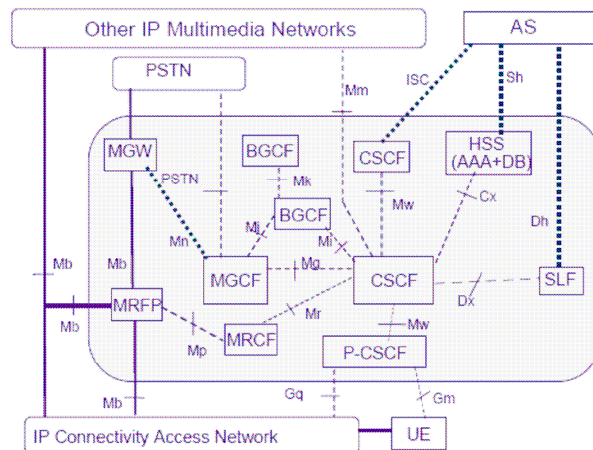 Other IP Multimedia Networks
AS
PSTN
ISC
Sh
Mm
MGW
BGCF
CSCF
HSS
(AAA+DB)
PSTN
Mk
Cx
BGCF
Mw
Mn
Mj
Mi
Dh
Mb
Mb
MGCF
Mg
CSCF
SLF
MRFP
Dx
Mb
Mr
MRCF
Mw
Mp
P-CSCF
Mb
Gq
Gm
IP Connectivity Access Network
UE